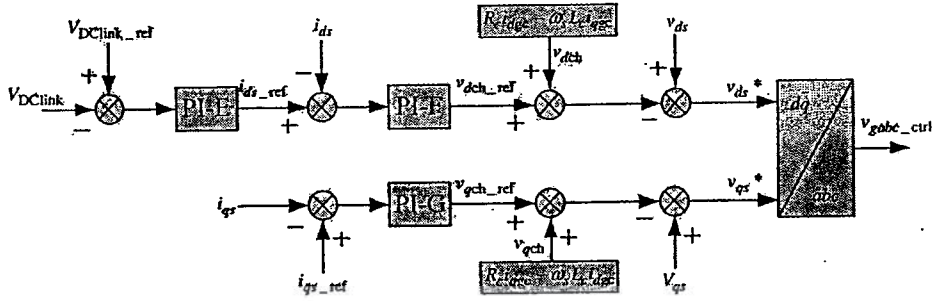 V_DClink_ref
i_ds
v_ds
v_dch
V_DClink
i_ds_ref
v_dch_ref
v_ds*
+
−
PI-E
−
+
PI-F
+
+
+
−
dq
abc
v_gabc_ctrl
i_qs
v_qch_ref
v_qs*
−
+
PI-G
+
+
−
+
v_qch
i_qs_ref
V_qs